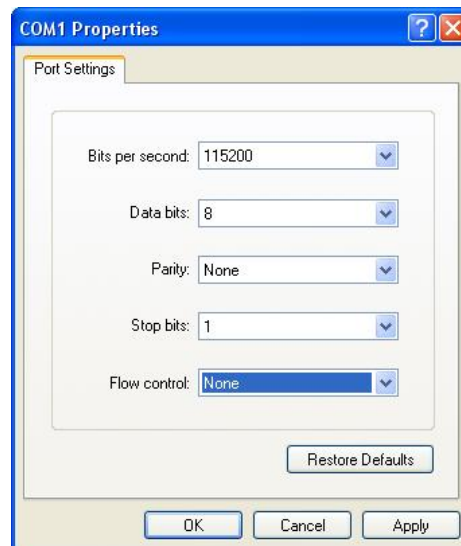 COM1 Properties ?
Port Settings
Bits per second: 115200
Data bits: 8
Parity: None
Stop bits: 1
Flow control: None
Restore Defaults
OK Cancel Apply